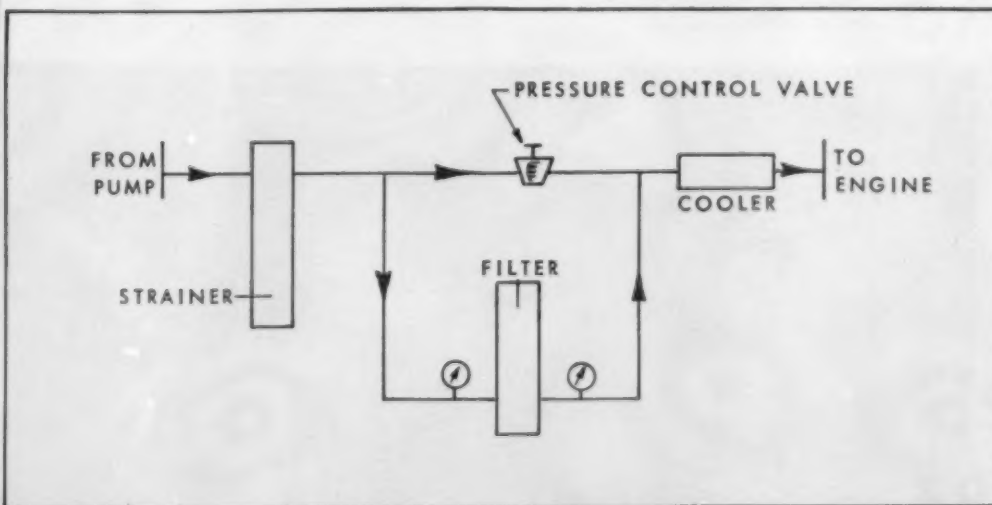 PRESSURE CONTROL VALVE
FROM
PUMP
TO
ENGINE
COOLER
FILTER
STRAINER